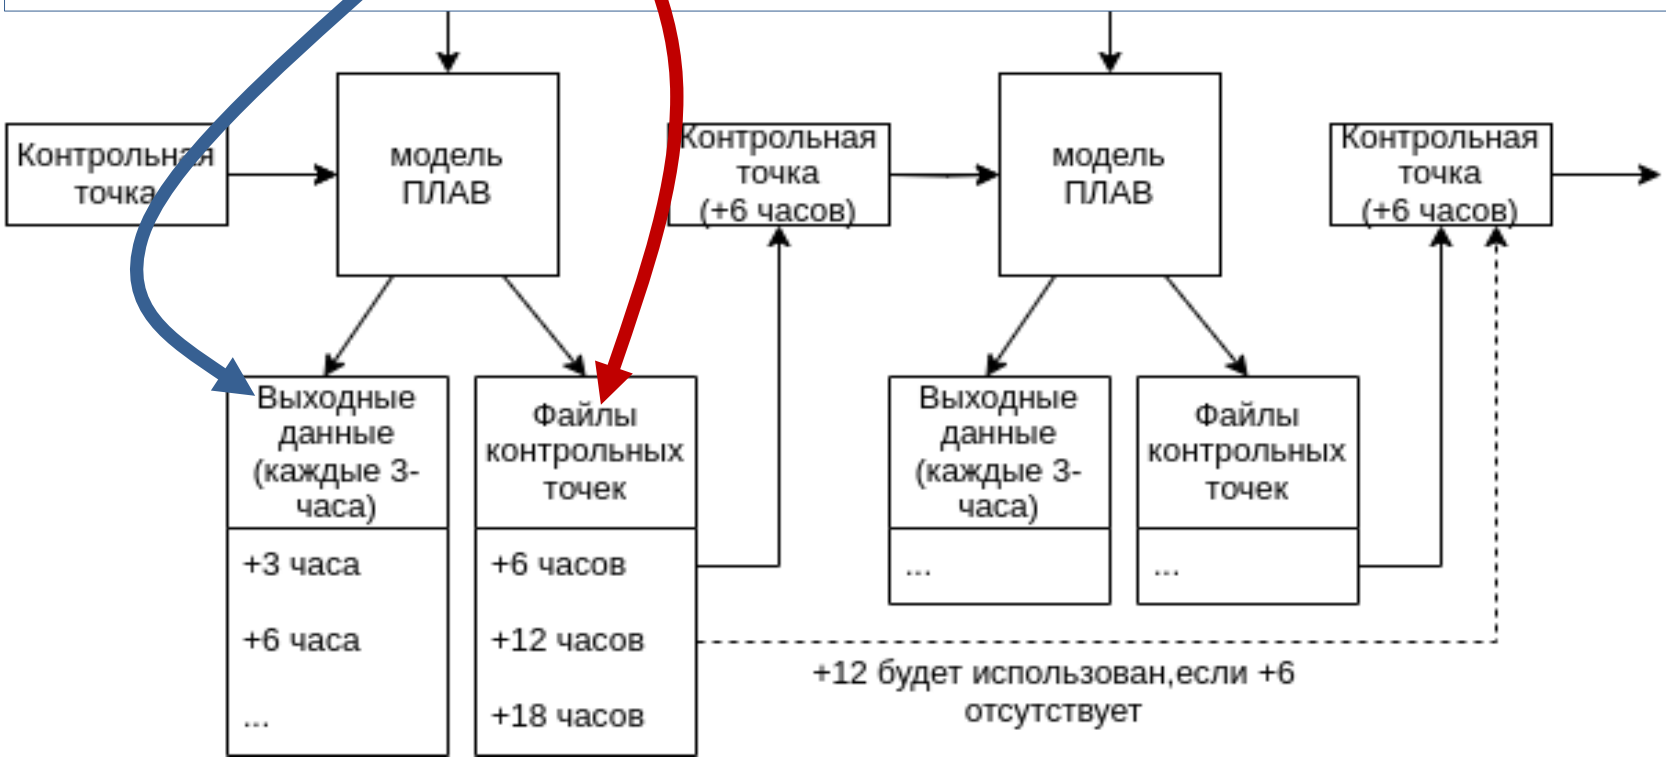 Контрольная
точка
модель
ПЛАВ
Контрольная
точка
(+6 часов)
модель
ПЛАВ
Контрольная
точка
(+6 часов)
Выходные
данные
(каждые 3-
часа)
+3 часа
+6 часа
...
Файлы
контрольных
точек
+6 часов
+12 часов
+18 часов
Выходные
данные
(каждые 3-
часа)
...
Файлы
контрольных
точек
...
+12 будет использован,если +6
отсутствует